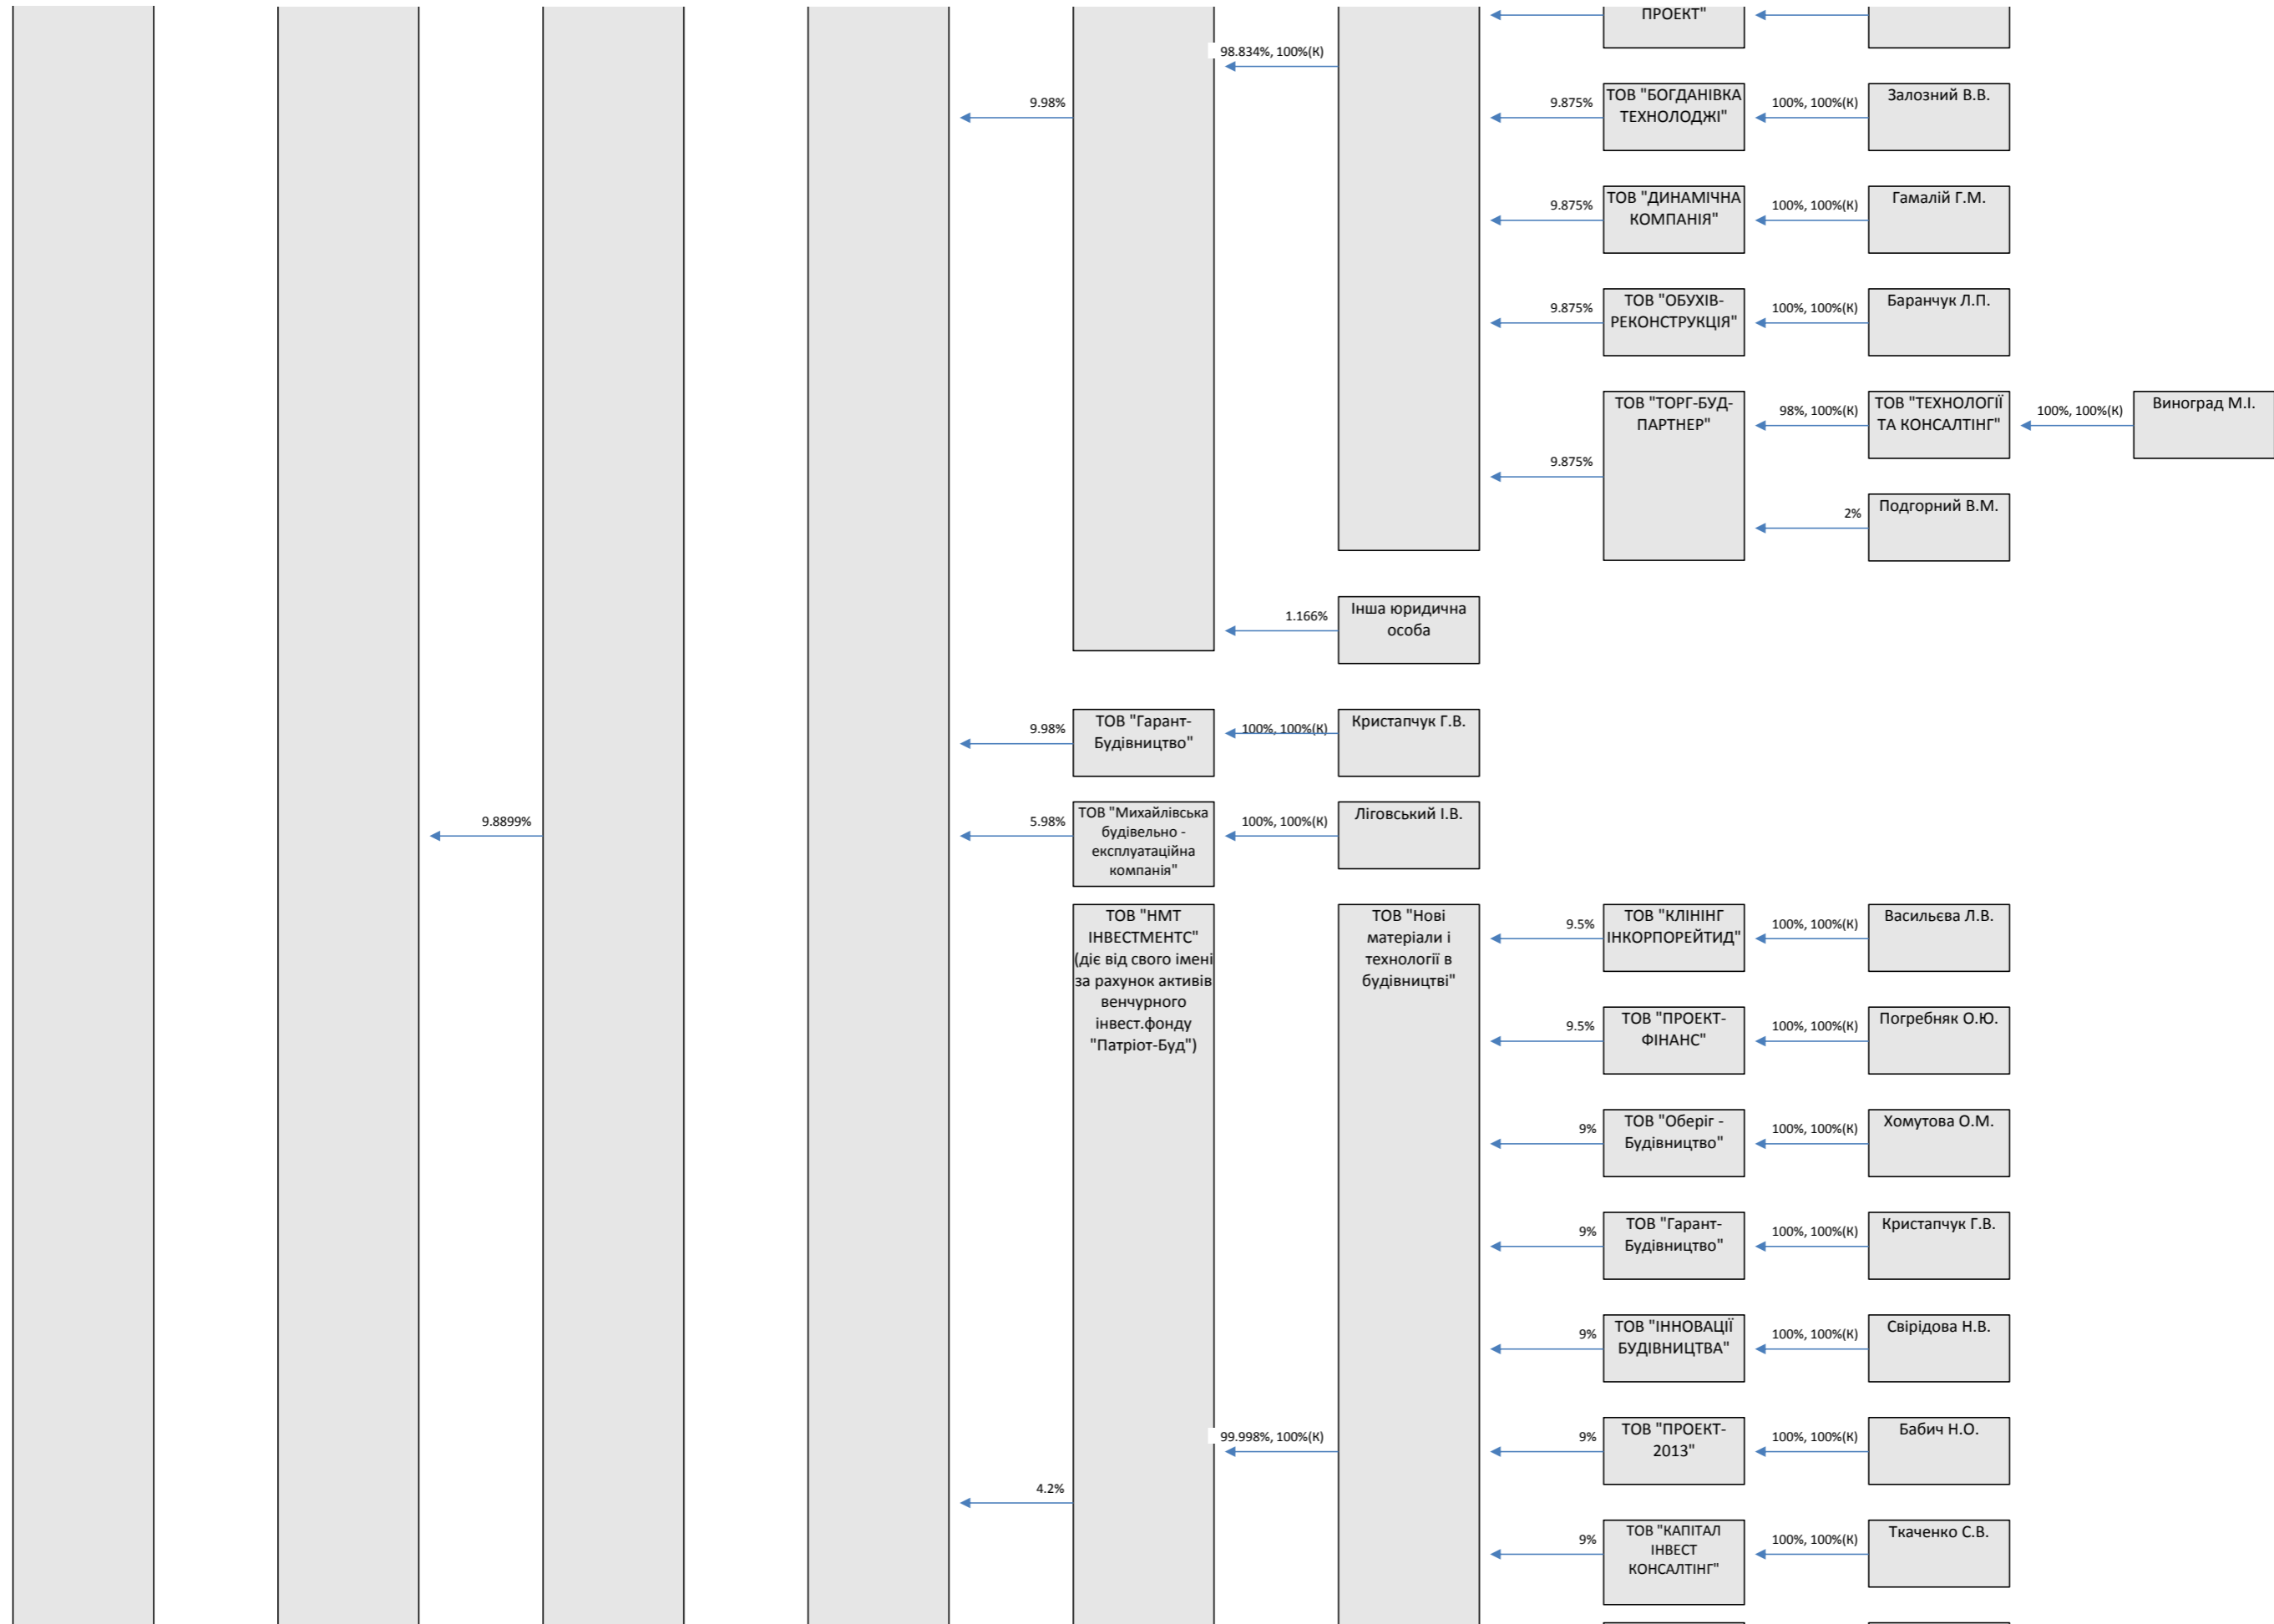 ПРОЕКТ"
98.834%, 100%(К)
9.98%
9.875%
ТОВ "БОГДАНІВКА
ТЕХНОЛОДЖІ"
100%, 100%(К)
Залозний В.В.
9.875%
ТОВ "ДИНАМІЧНА
КОМПАНІЯ"
100%, 100%(К)
Гамалій Г.М.
9.875%
ТОВ "ОБУХІВ-
РЕКОНСТРУКЦІЯ"
100%, 100%(К)
Баранчук Л.П.
9.875%
ТОВ "ТОРГ-БУД-
ПАРТНЕР"
98%, 100%(К)
ТОВ "ТЕХНОЛОГІЇ
ТА КОНСАЛТІНГ"
100%, 100%(К)
Виноград М.І.
2%
Подгорний В.М.
1.166%
Інша юридична
особа
9.98%
ТОВ "Гарант-
Будівництво"
100%, 100%(К)
Кристапчук Г.В.
9.8899%
5.98%
ТОВ "Михайлівська
будівельно -
експлуатаційна
компанія"
100%, 100%(К)
Ліговський І.В.
4.2%
ТОВ "НМТ
ІНВЕСТМЕНТС"
(діє від свого імені
за рахунок активів
венчурного
інвест.фонду
"Патріот-Буд")
99.998%, 100%(К)
ТОВ "Нові
матеріали і
технології в
будівництві"
9.5%
ТОВ "КЛІНІНГ
ІНКОРПОРЕЙТИД"
100%, 100%(К)
Васильєва Л.В.
9.5%
ТОВ "ПРОЕКТ-
ФІНАНС"
100%, 100%(К)
Погребняк О.Ю.
9%
ТОВ "Оберіг -
Будівництво"
100%, 100%(К)
Хомутова О.М.
9%
ТОВ "Гарант-
Будівництво"
100%, 100%(К)
Кристапчук Г.В.
9%
ТОВ "ІННОВАЦІЇ
БУДІВНИЦТВА"
100%, 100%(К)
Свірідова Н.В.
9%
ТОВ "ПРОЕКТ-
2013"
100%, 100%(К)
Бабич Н.О.
9%
ТОВ "КАПІТАЛ
ІНВЕСТ
КОНСАЛТІНГ"
100%, 100%(К)
Ткаченко С.В.